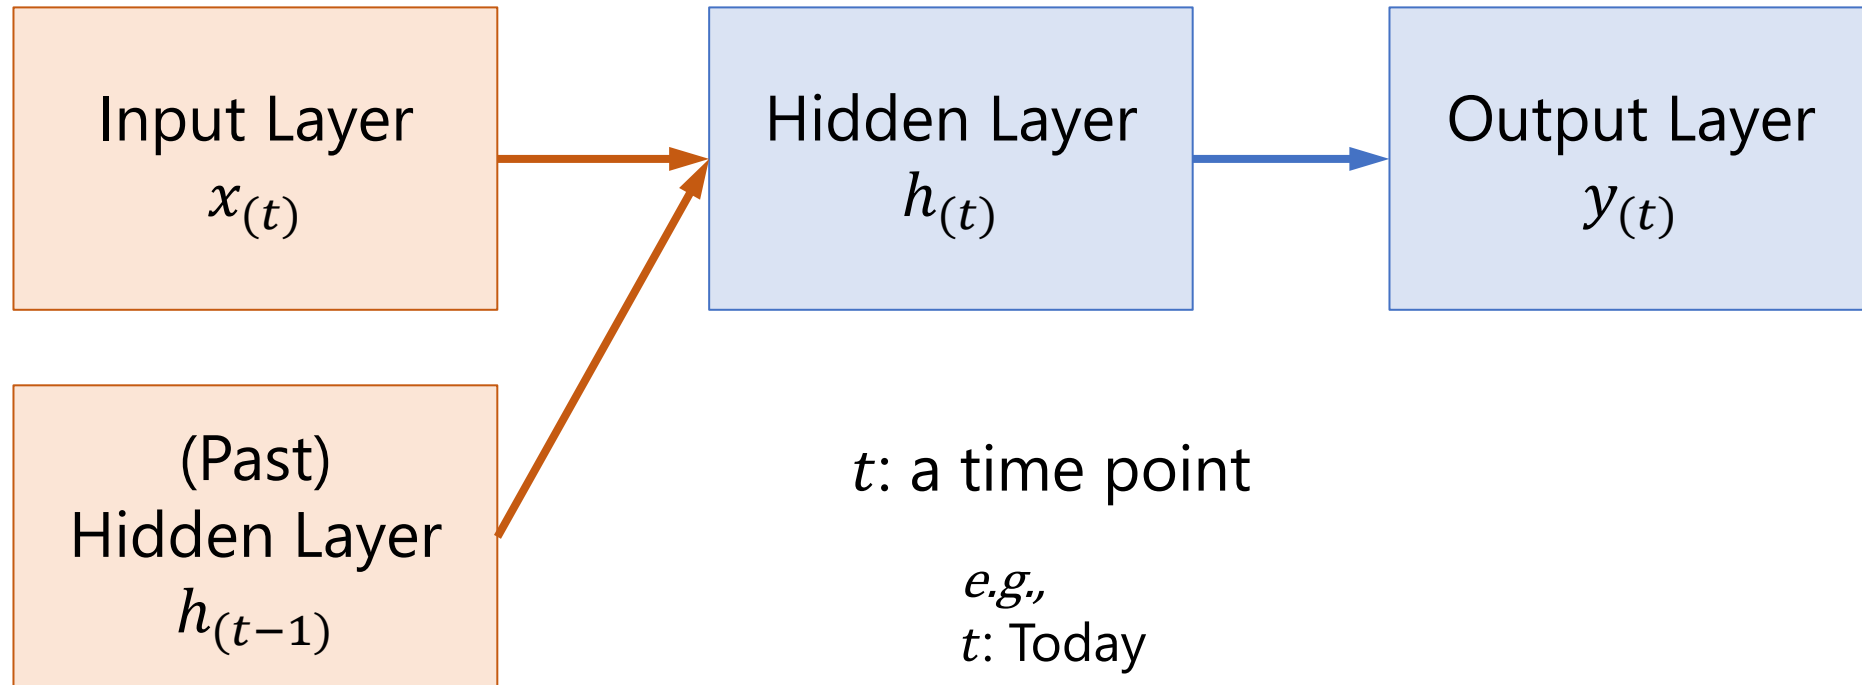 Input Layer
x(t)
Hidden Layer
h(t)
Output Layer
y(t)
(Past)
Hidden Layer
h(t−1)
t: a time point
e.g.,
t: Today